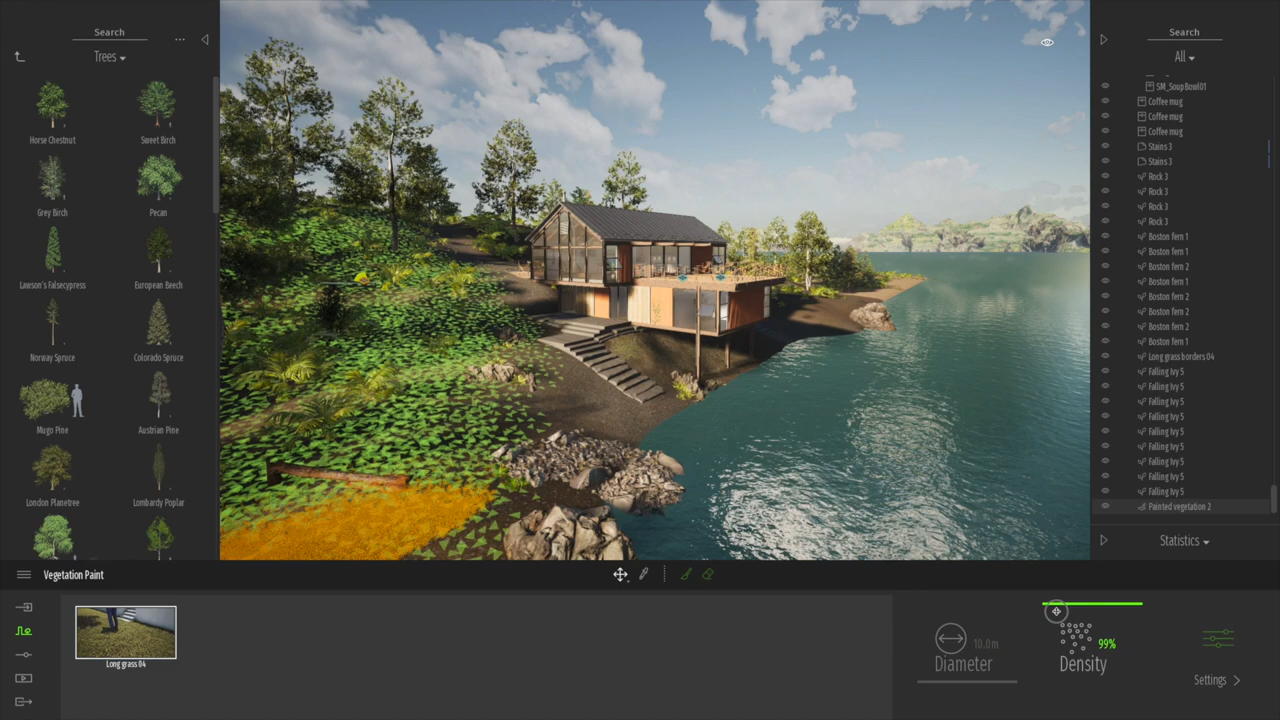 Search
Trees
Horse Chestnut
Sweet Birch
Grey Birch
Pecan
Lawson's Falsecypress
European Beech
Norway Spruce
Colorado Spruce
Mugo Pine
Austrian Pine
London Planetree
Lombardy Poplar
Search
All
SM_SoupBowl01
Coffee mug
Coffee mug
Coffee mug
Stains 3
Stains 3
Rock 3
Rock 3
Rock 3
Rock 3
Boston fern 1
Boston fern 1
Boston fern 2
Boston fern 1
Boston fern 2
Boston fern 2
Boston fern 2
Boston fern 1
Long grass borders 04
Falling Ivy 5
Falling Ivy 5
Falling Ivy 5
Falling Ivy 5
Falling Ivy 5
Falling Ivy 5
Falling Ivy 5
Falling Ivy 5
Falling Ivy 5
Painted vegetation 2
Statistics
Vegetation Paint
Long grass 04
10.0m
Diameter
99%
Density
Settings